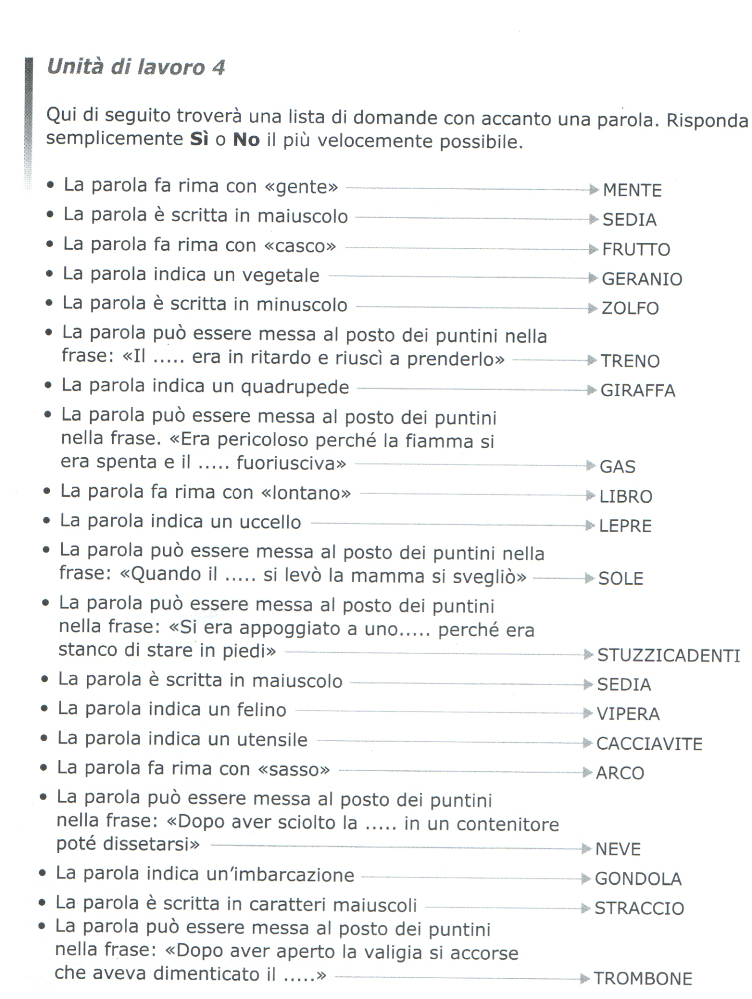 Unità di lavoro 4
Qui di seguito troverà una lista di domande con accanto una parola. Risponda
semplicemente Sì o No il più velocemente possibile.
• La parola fa rima con «gente» MENTE
• La parola è scritta in maiuscolo SEDIA
• La parola fa rima con «casco» FRUTTO
• La parola indica un vegetale GERANIO
• La parola è scritta in minuscolo ZOLFO
• La parola può essere messa al posto dei puntini nella
frase: «Il ..... era in ritardo e riuscì a prenderlo» TRENO
• La parola indica un quadrupede GIRAFFA
• La parola può essere messa al posto dei puntini
nella frase. «Era pericoloso perché la fiamma si
era spenta e il ..... fuoriusciva» GAS
• La parola fa rima con «lontano» LIBRO
• La parola indica un uccello LEPRE
• La parola può essere messa al posto dei puntini nella
frase: «Quando il ..... si levò la mamma si svegliò» SOLE
• La parola può essere messa al posto dei puntini
nella frase: «Si era appoggiato a uno..... perché era
stanco di stare in piedi» STUZZICADENTI
• La parola è scritta in maiuscolo SEDIA
• La parola indica un felino VIPERA
• La parola indica un utensile CACCIAVITE
• La parola fa rima con «sasso» ARCO
• La parola può essere messa al posto dei puntini
nella frase: «Dopo aver sciolto la ..... in un contenitore
poté dissetarsi» NEVE
• La parola indica un'imbarcazione GONDOLA
• La parola è scritta in caratteri maiuscoli STRACCIO
• La parola può essere messa al posto dei puntini
nella frase: «Dopo aver aperto la valigia si accorse
che aveva dimenticato il .....» TROMBONE